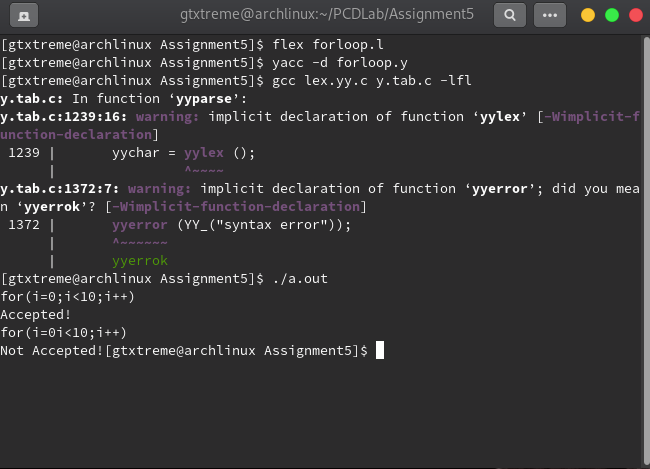 gtxtreme@archlinux:~/PCDLab/Assignment5
[gtxtreme@archlinux Assignment5]$ flex forloop.l
[gtxtreme@archlinux Assignment5]$ yacc -d forloop.y
[gtxtreme@archlinux Assignment5]$ gcc lex.yy.c y.tab.c -lfl
y.tab.c: In function ‘yyparse’:
y.tab.c:1239:16: warning: implicit declaration of function ‘yylex’ [-Wimplicit-f
unction-declaration]
 1239 |       yychar = yylex ();
      |                ^~~~~
y.tab.c:1372:7: warning: implicit declaration of function ‘yyerror’; did you mea
n ‘yyerrok’? [-Wimplicit-function-declaration]
 1372 |       yyerror (YY_("syntax error"));
      |       ^~~~~~~
      |       yyerrok
[gtxtreme@archlinux Assignment5]$ ./a.out
for(i=0;i<10;i++)
Accepted!
for(i=0i<10;i++)
Not Accepted![gtxtreme@archlinux Assignment5]$